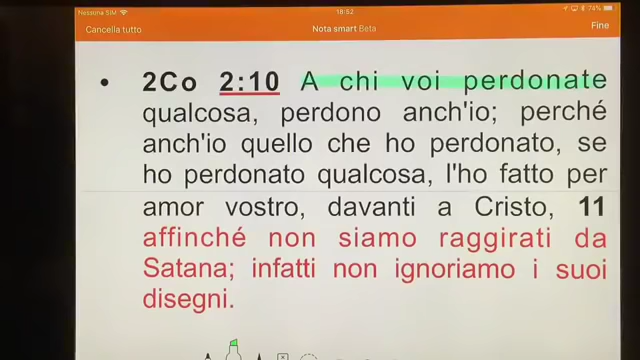 Nessuna SIM 18:52 74%
Cancella tutto Nota smart Beta Fine
• 2Co 2:10 A chi voi perdonate
qualcosa, perdono anch'io; perché
anch'io quello che ho perdonato, se
ho perdonato qualcosa, l'ho fatto per
amor vostro, davanti a Cristo, 11
affinché non siamo raggirati da
Satana; infatti non ignoriamo i suoi
disegni.